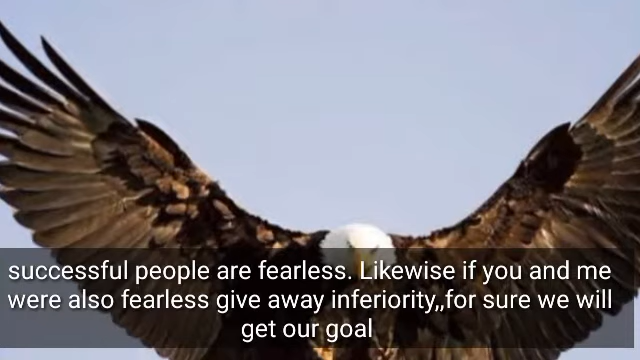 successful people are fearless. Likewise if you and me
were also fearless give away inferiority,,for sure we will
get our goal